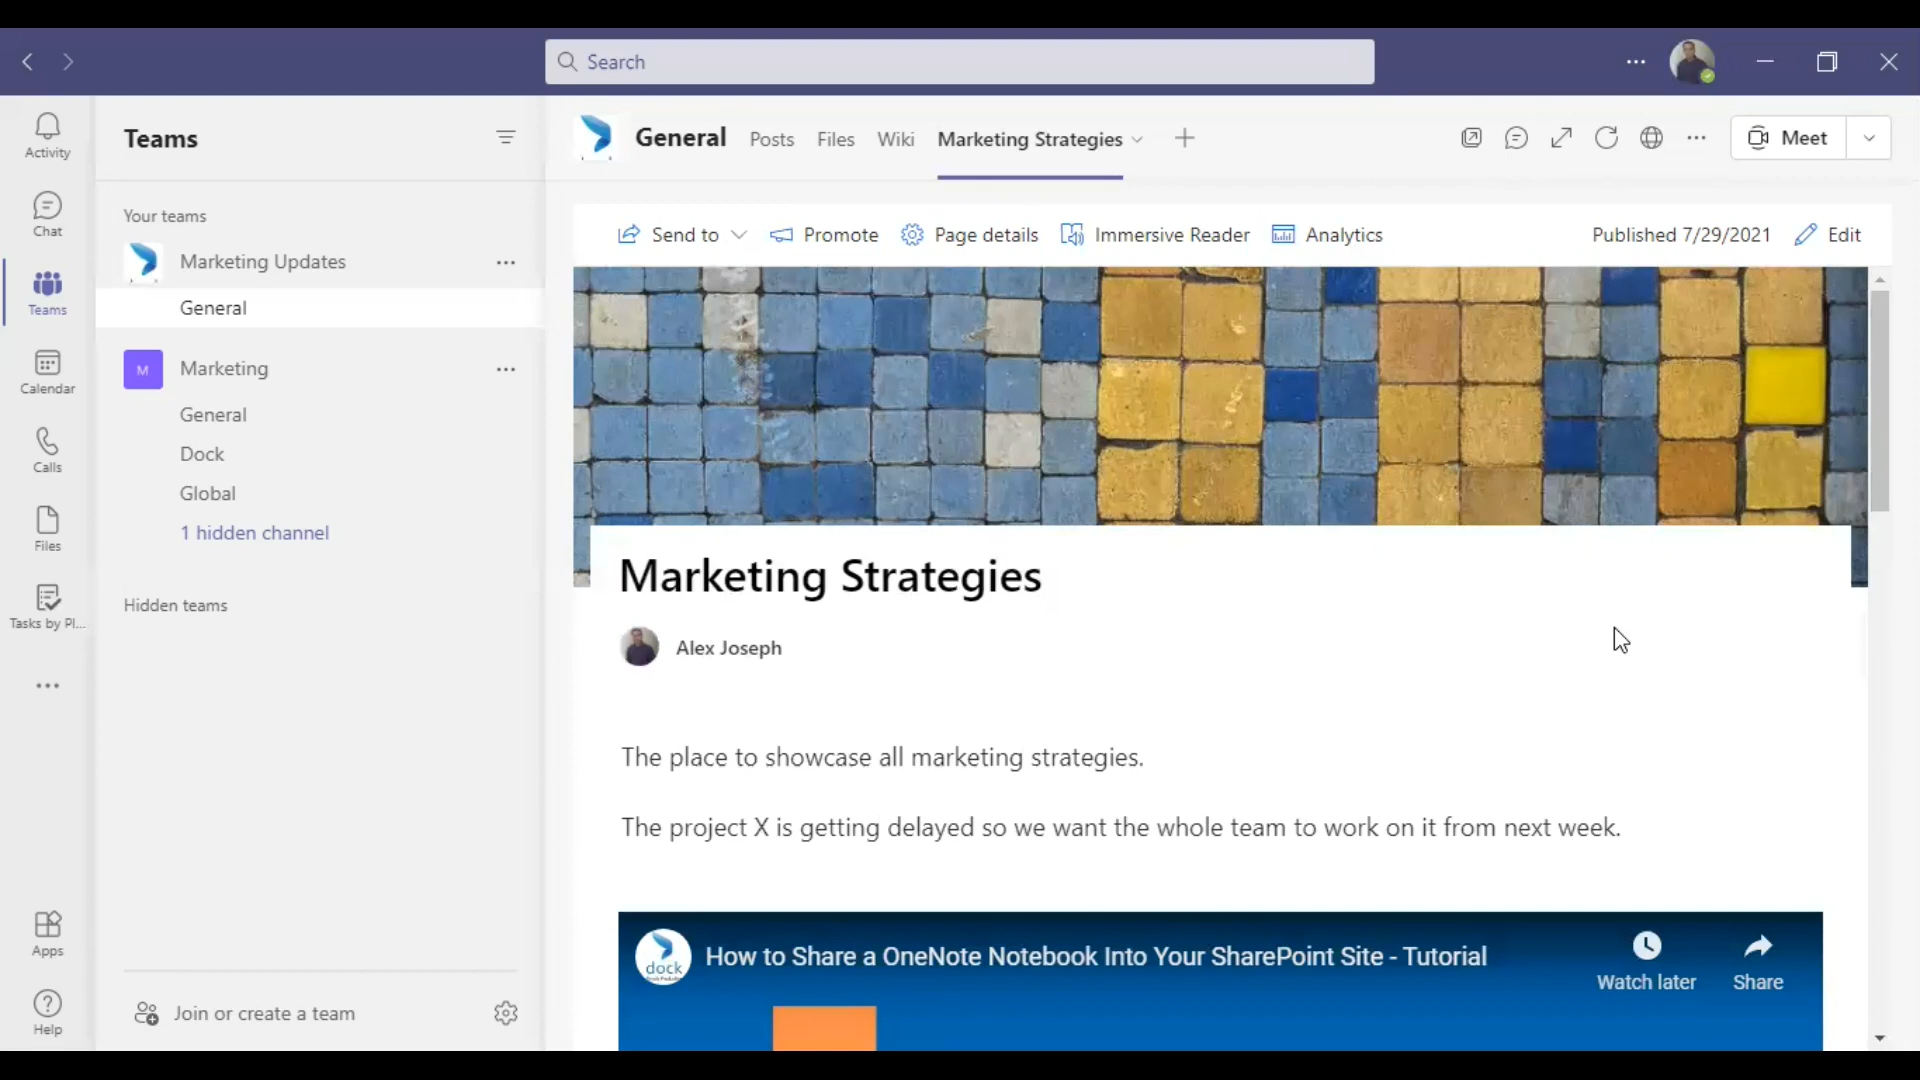 Search
Activity
Chat
Teams
Calendar
Calls
Files
Tasks by Pl...
Apps
Help
Teams
Your teams
Marketing Updates
General
M Marketing
General
Dock
Global
1 hidden channel
Hidden teams
Join or create a team
General Posts Files Wiki Marketing Strategies Meet
Send to Promote Page details Immersive Reader Analytics Published 7/29/2021 Edit
Marketing Strategies
Alex Joseph
The place to showcase all marketing strategies.
The project X is getting delayed so we want the whole team to work on it from next week.
dock How to Share a OneNote Notebook Into Your SharePoint Site - Tutorial
Watch later Share